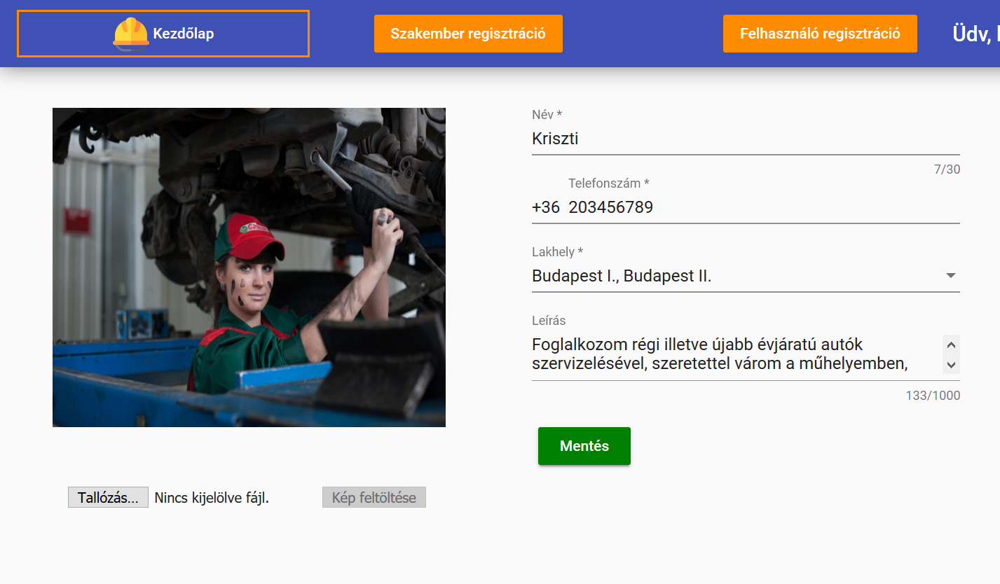 Kezdőlap
Szakember regisztráció
Felhasználó regisztráció
Üdv,
Név *
Kriszti
7/30
Telefonszám *
+36 203456789
Lakhely *
Budapest I., Budapest II.
Leírás
Foglalkozom régi illetve újabb évjáratú autók
szervizelésével, szeretettel várom a műhelyemben,
133/1000
Mentés
Tallózás... Nincs kijelölve fájl.
Kép feltöltése